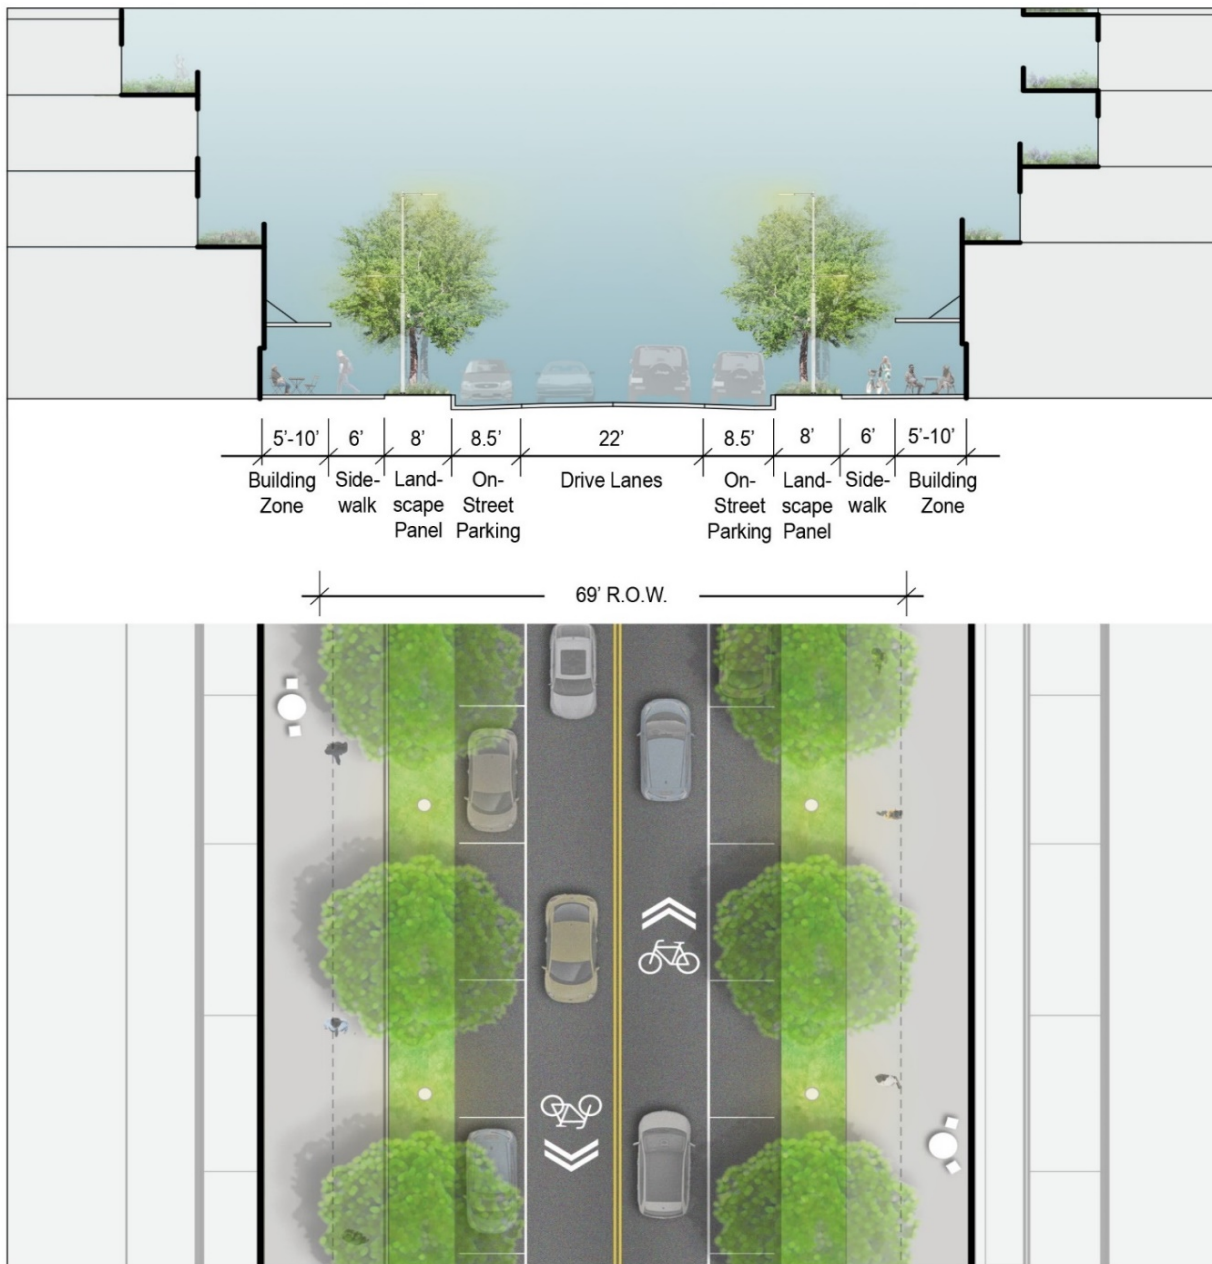 5’-10’ 6’ 8’ 8.5’ 22’ 8.5’ 8’ 6’ 5’-10’
Building Zone
Side-walk
Land-scape Panel
On-Street Parking
Drive Lanes
On-Street Parking
Land-scape Panel
Side-walk
Building Zone
69’ R.O.W.